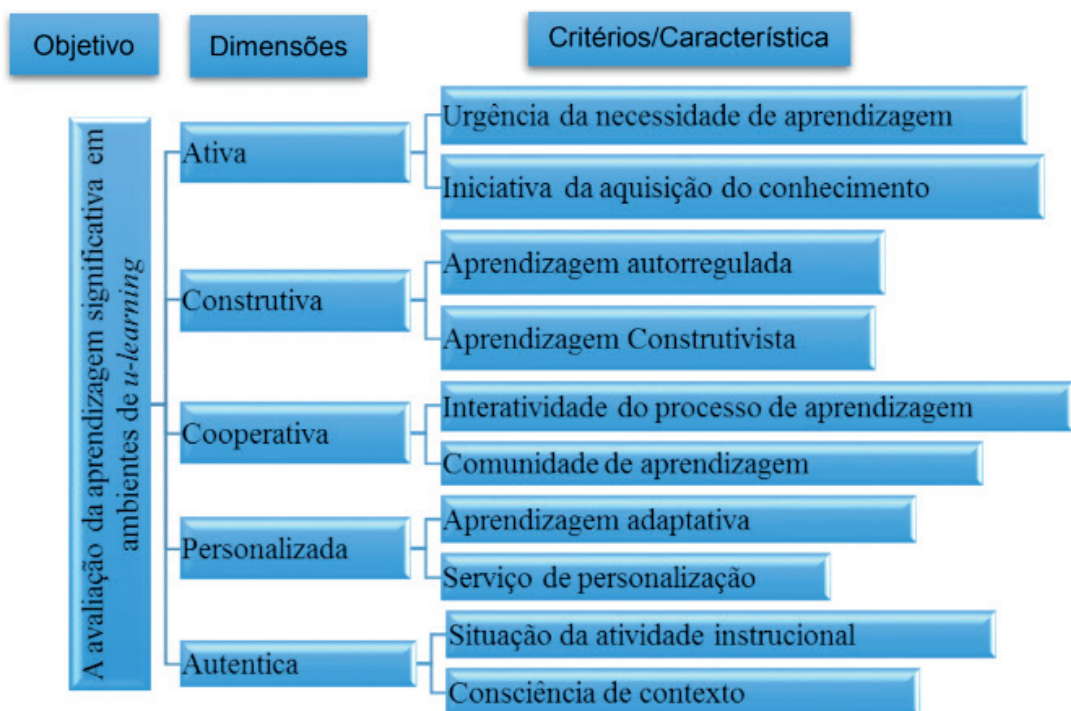 Objetivo
Dimensões
Critérios/Característica
A avaliação da aprendizagem significativa em
ambientes de u-learning
Ativa
Urgência da necessidade de aprendizagem
Iniciativa da aquisição do conhecimento
Construtiva
Aprendizagem autorregulada
Aprendizagem Construtivista
Cooperativa
Interatividade do processo de aprendizagem
Comunidade de aprendizagem
Personalizada
Aprendizagem adaptativa
Serviço de personalização
Autentica
Situação da atividade instrucional
Consciência de contexto